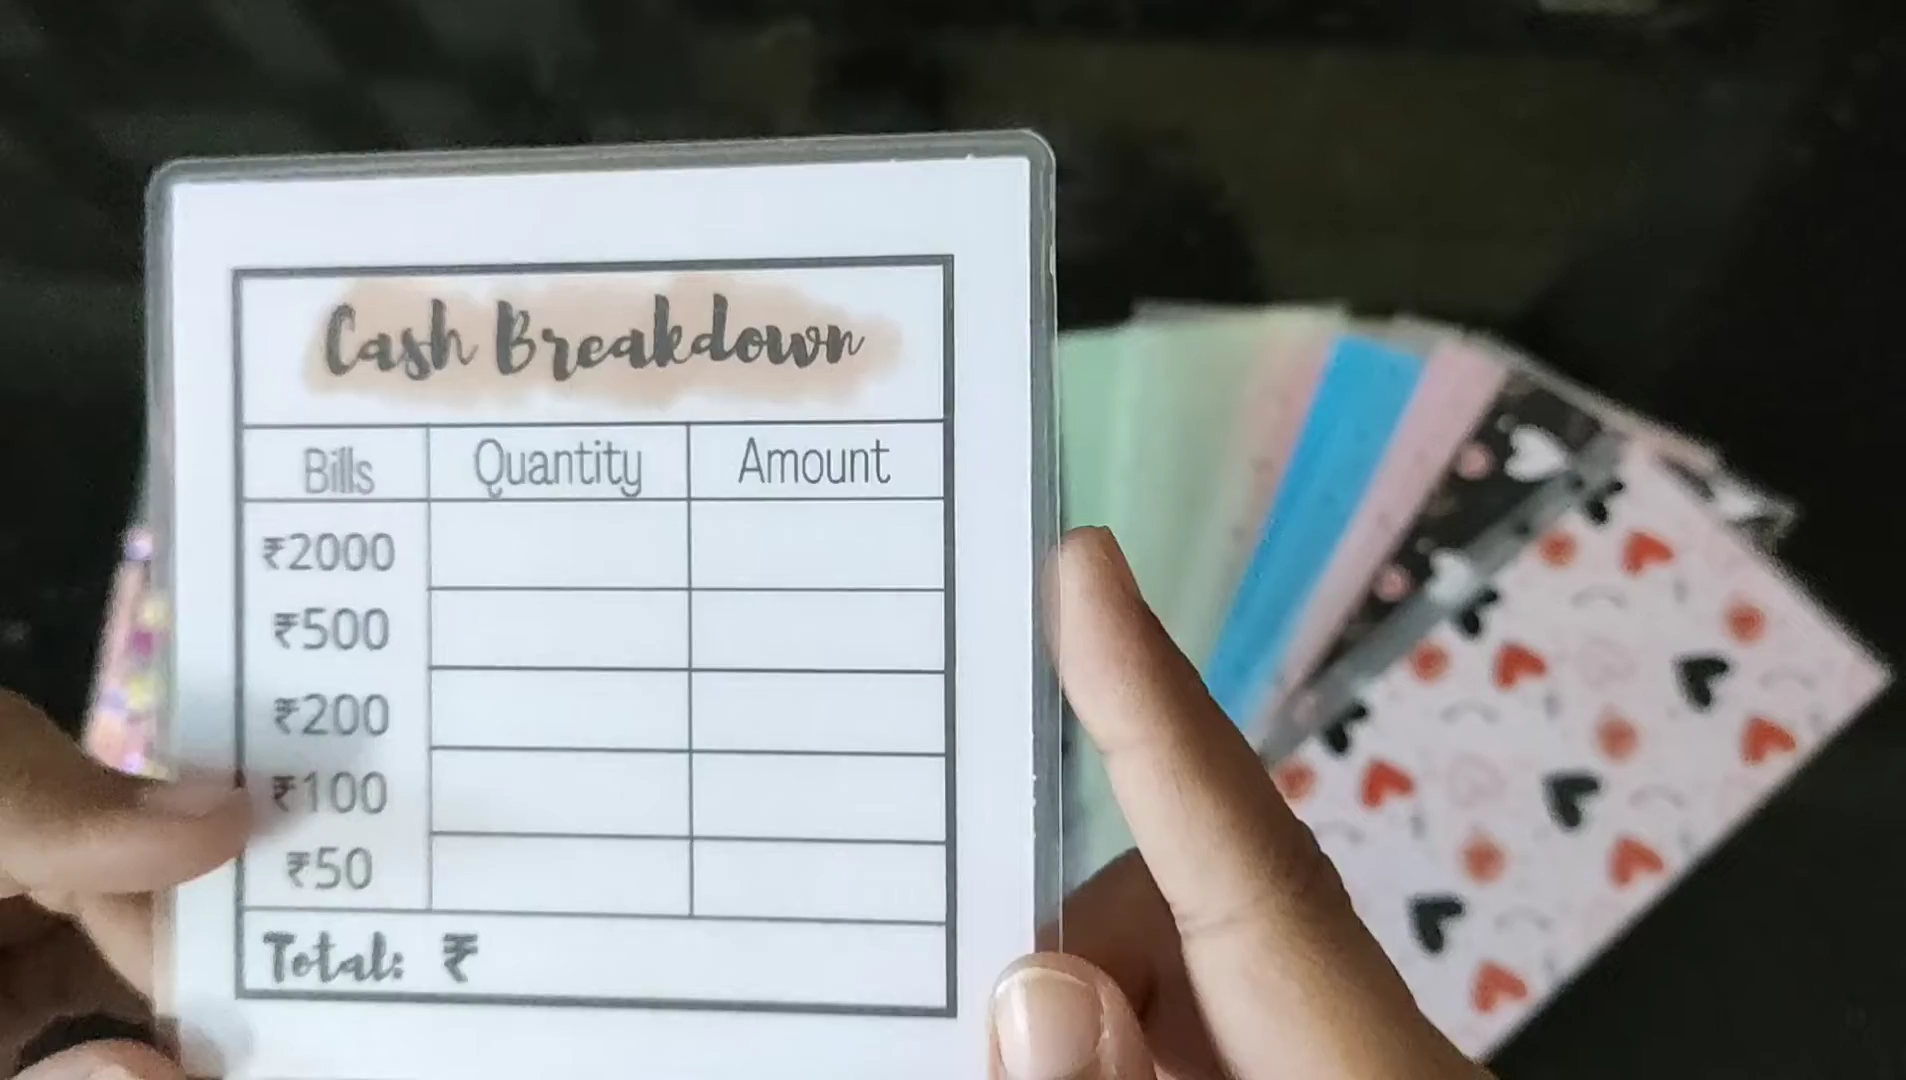 Cash Breakdown
Bills Quantity Amount
₹2000
₹500
₹200
₹100
₹50
Total: ₹